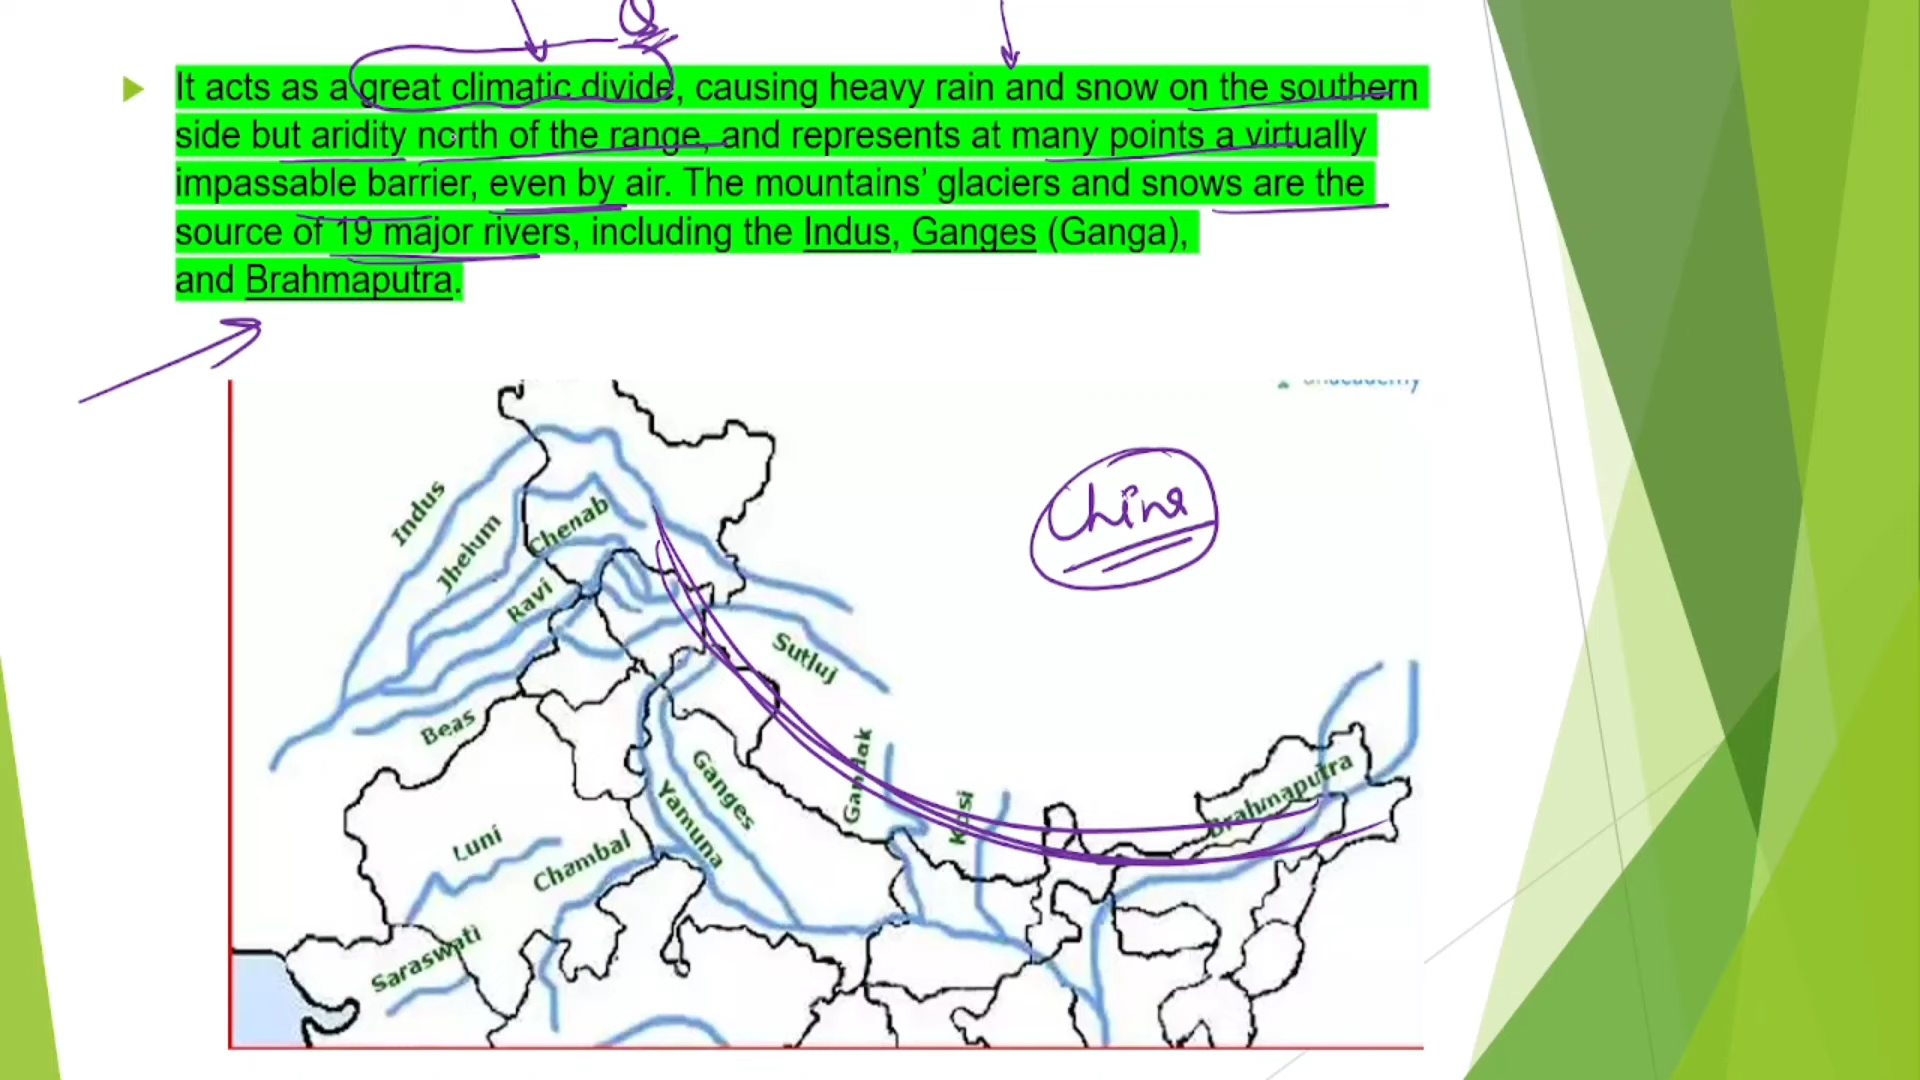 It acts as a great climatic divide, causing heavy rain and snow on the southern
side but aridity north of the range, and represents at many points a virtually
impassable barrier, even by air. The mountains’ glaciers and snows are the
source of 19 major rivers, including the Indus, Ganges (Ganga),
and Brahmaputra.
unacademy
China
Indus
Jhelum
Chenab
Ravi
Sutluj
Beas
Gandak
Ganges
Kosi
Brahmaputra
Yamuna
Luni
Chambal
Saraswati